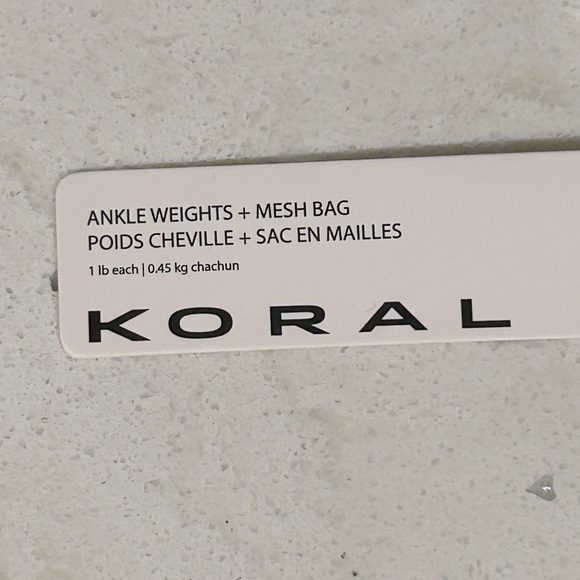 ANKLE WEIGHTS + MESH BAG
POIDS CHEVILLE + SAC EN MAILLES
1 lb each | 0.45 kg chachun
KORAL